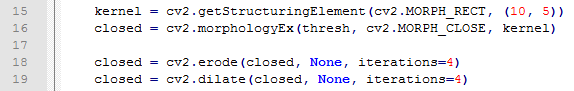 15 kernel = cv2.getStructuringElement(cv2.MORPH_RECT, (10, 5))
16 closed = cv2.morphologyEx(thresh, cv2.MORPH_CLOSE, kernel)
17
18 closed = cv2.erode(closed, None, iterations=4)
19 closed = cv2.dilate(closed, None, iterations=4)